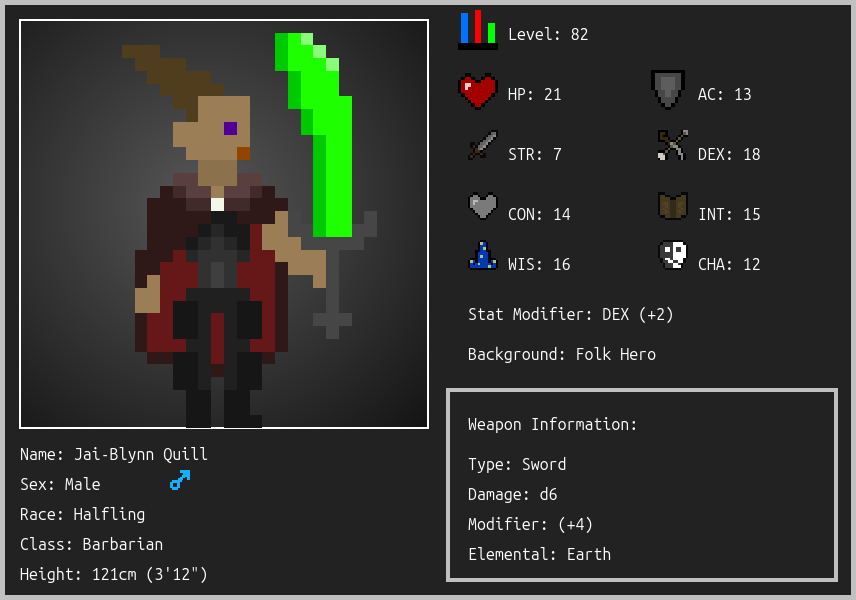 Level: 82
HP: 21
AC: 13
STR: 7
DEX: 18
CON: 14
INT: 15
WIS: 16
CHA: 12
Stat Modifier: DEX (+2)
Background: Folk Hero
Weapon Information:
Type: Sword
Damage: d6
Modifier: (+4)
Elemental: Earth
Name: Jai-Blynn Quill
Sex: Male
Race: Halfling
Class: Barbarian
Height: 121cm (3'12")